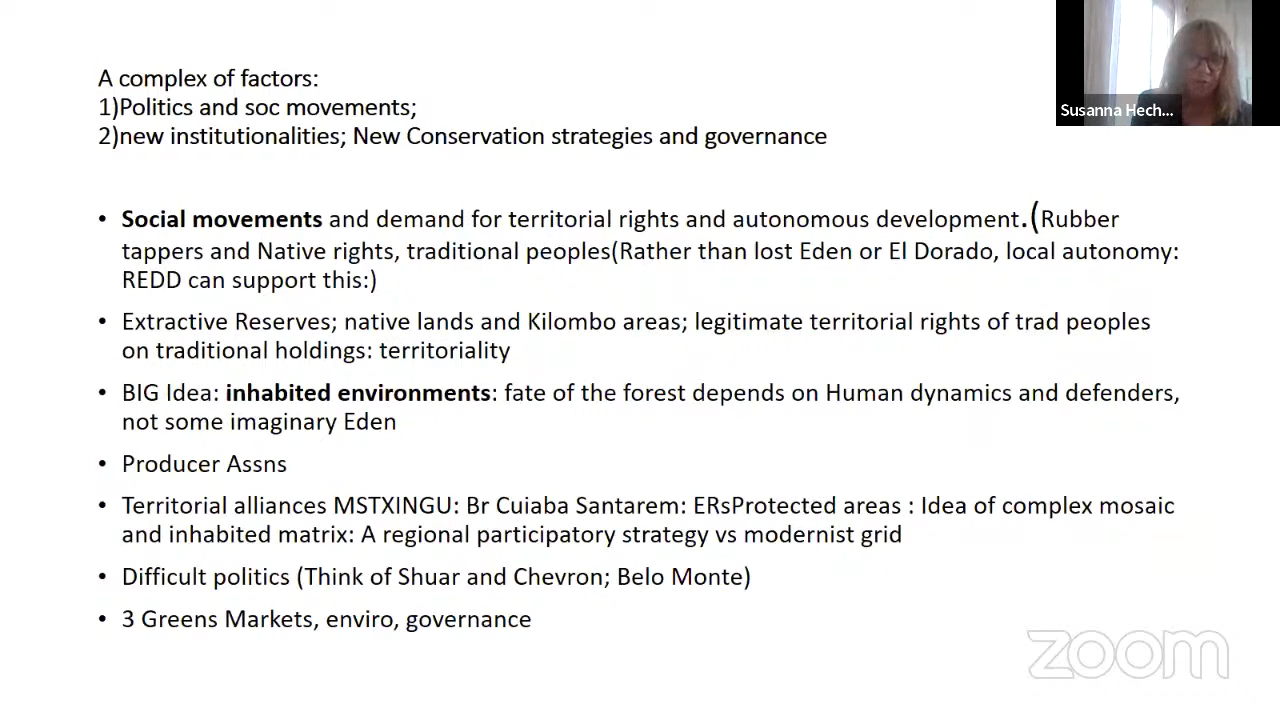 A complex of factors:
1)Politics and soc movements;
2)new institutionalities; New Conservation strategies and governance
Susanna Hech...
• Social movements and demand for territorial rights and autonomous development.(Rubber
tappers and Native rights, traditional peoples(Rather than lost Eden or El Dorado, local autonomy:
REDD can support this:)
• Extractive Reserves; native lands and Kilombo areas; legitimate territorial rights of trad peoples
on traditional holdings: territoriality
• BIG Idea: inhabited environments: fate of the forest depends on Human dynamics and defenders,
not some imaginary Eden
• Producer Assns
• Territorial alliances MSTXINGU: Br Cuiaba Santarem: ERsProtected areas : Idea of complex mosaic
and inhabited matrix: A regional participatory strategy vs modernist grid
• Difficult politics (Think of Shuar and Chevron; Belo Monte)
• 3 Greens Markets, enviro, governance
zoom